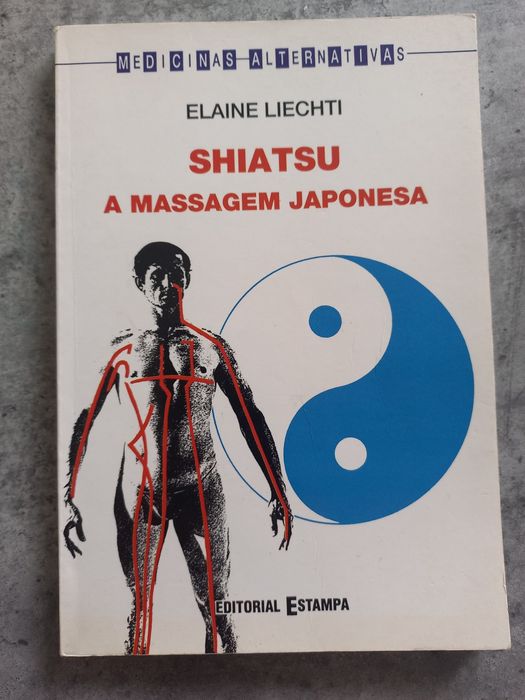 MEDICINAS ALTERNATIVAS
ELAINE LIECHTI
SHIATSU
A MASSAGEM JAPONESA
EDITORIAL ESTAMPA